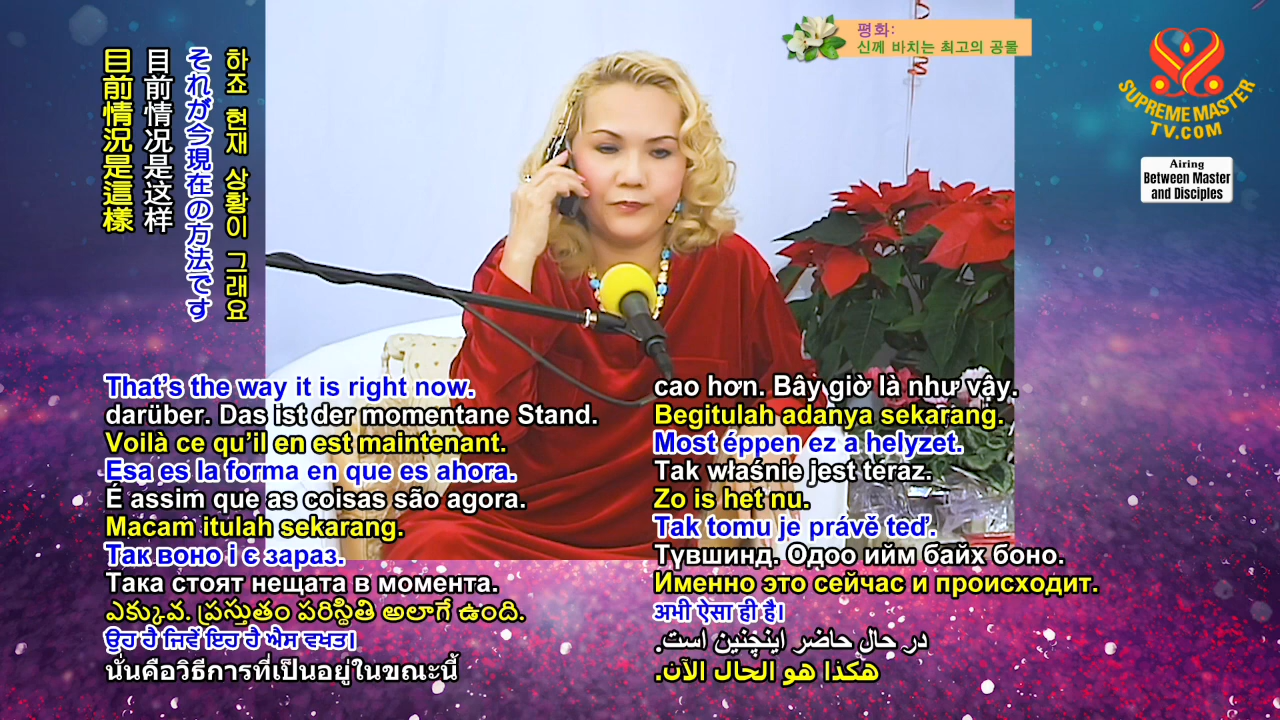 目前情況是這樣
目前情况是这样
それが今現在の方法です
하죠 현재 상황이 그래요
평화:
신께 바치는 최고의 공물
SUPREME MASTER
TV.COM
Airing
Between Master
and Disciples
That's the way it is right now.
darüber. Das ist der momentane Stand.
Voilà ce qu'il en est maintenant.
Esa es la forma en que es ahora.
É assim que as coisas são agora.
Macam itulah sekarang.
Так воно і є зараз.
Така стоят нещата в момента.
ఎక్కువ. ప్రస్తుతం పరిస్థితి అలాగే ఉంది.
ਉਹ ਹੈ ਜਿਵੇਂ ਇਹ ਹੈ ਐਸ ਵਖਤ।
นั่นคือวิธีการที่เป็นอยู่ในขณะนี้
cao hơn. Bây giờ là như vậy.
Begitulah adanya sekarang.
Most éppen ez a helyzet.
Tak właśnie jest teraz.
Zo is het nu.
Tak tomu je právě teď.
Түвшинд. Одоо ийм байх боно.
Именно это сейчас и происходит.
अभी ऐसा ही है।
در حال حاضر اینچنین است.
هكذا هو الحال الآن.